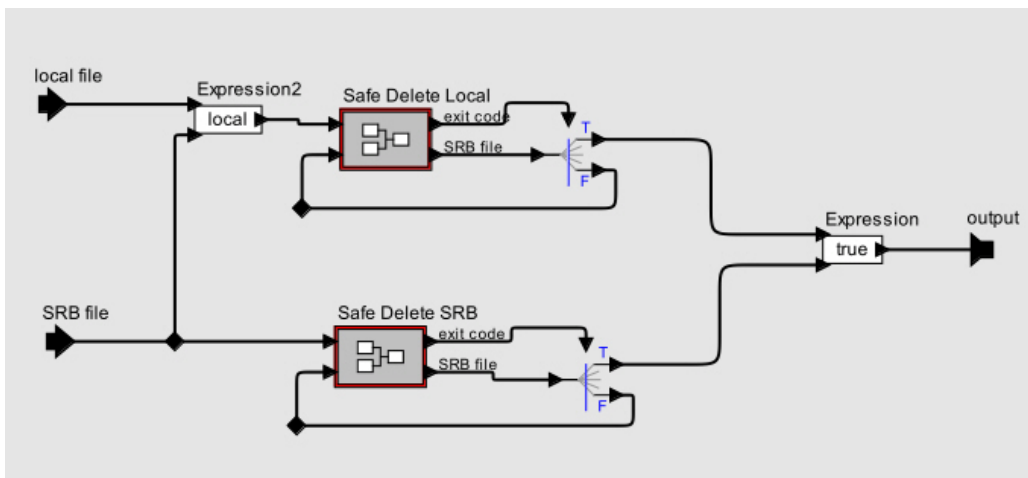 local file
Expression2
local
Safe Delete Local
exit code
SRB file
T
F
Expression
true
output
SRB file
Safe Delete SRB
exit code
SRB file
T
F